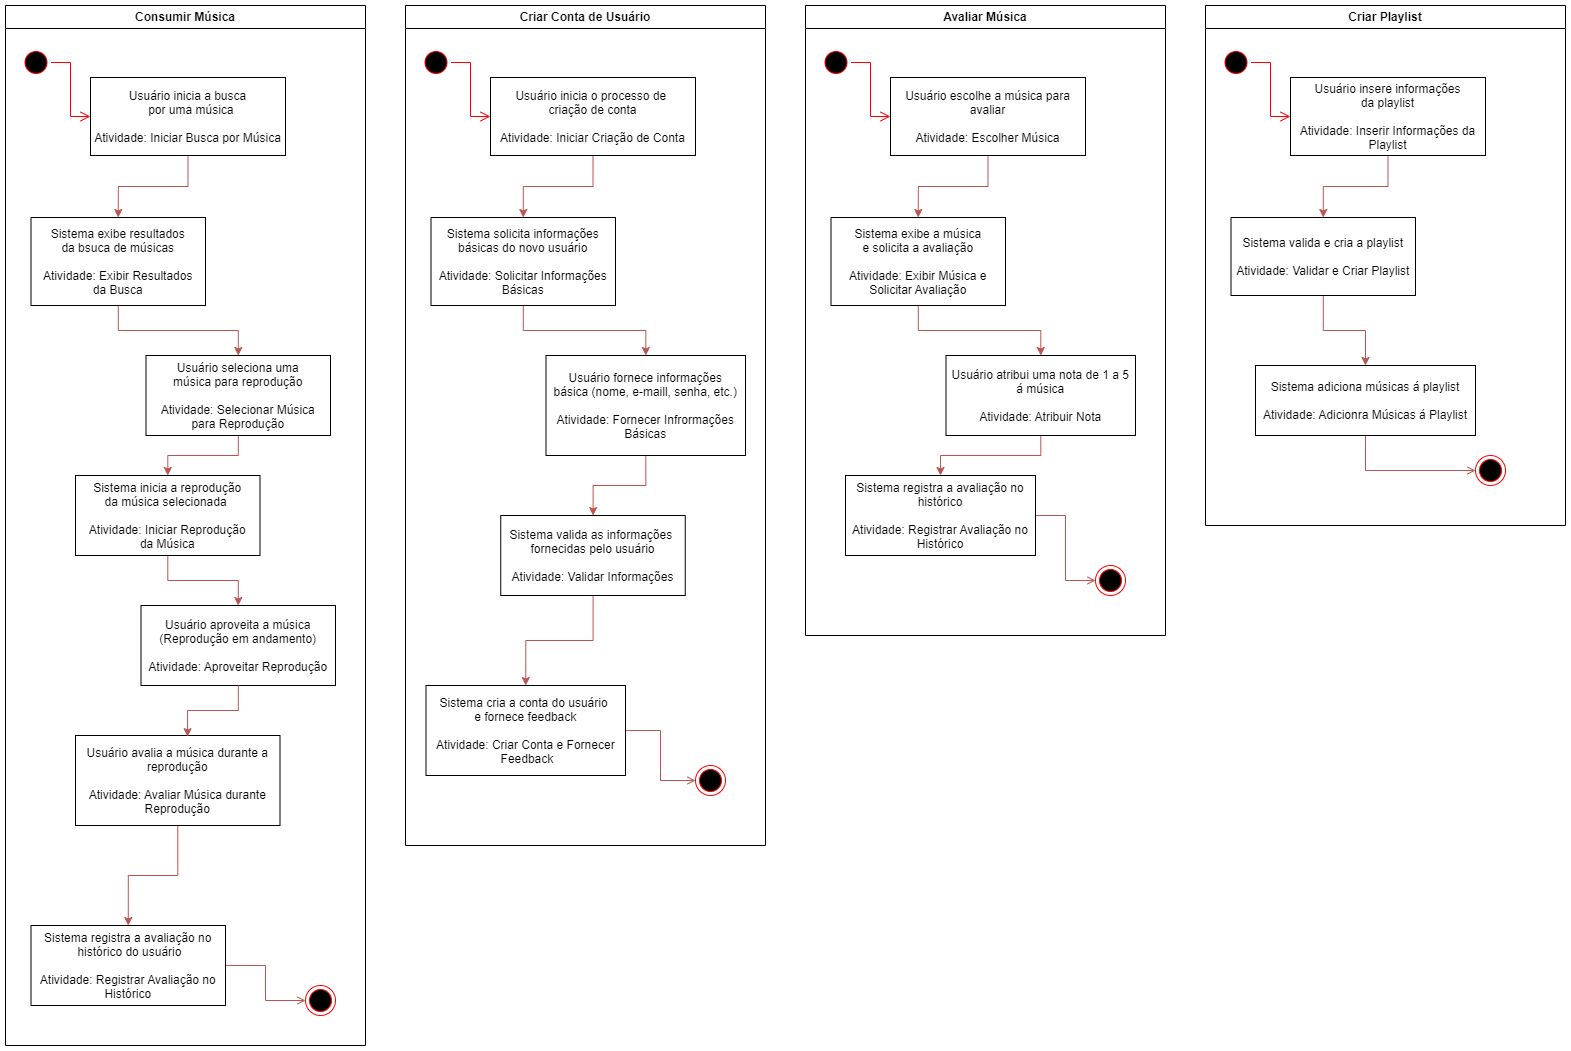 Consumir Música
Usuário inicia a busca
por uma música
Atividade: Iniciar Busca por Música
Sistema exibe resultados
da bsuca de músicas
Atividade: Exibir Resultados
da Busca
Usuário seleciona uma
música para reprodução
Atividade: Selecionar Música
para Reprodução
Sistema inicia a reprodução
da música selecionada
Atividade: Iniciar Reprodução
da Música
Usuário aproveita a música
(Reprodução em andamento)
Atividade: Aproveitar Reprodução
Usuário avalia a música durante a
reprodução
Atividade: Avaliar Música durante
Reprodução
Sistema registra a avaliação no
histórico do usuário
Atividade: Registrar Avaliação no
Histórico
Criar Conta de Usuário
Usuário inicia o processo de
criação de conta
Atividade: Iniciar Criação de Conta
Sistema solicita informações
básicas do novo usuário
Atividade: Solicitar Informações
Básicas
Usuário fornece informações
básica (nome, e-maill, senha, etc.)
Atividade: Fornecer Infrormações
Básicas
Sistema valida as informações
fornecidas pelo usuário
Atividade: Validar Informações
Sistema cria a conta do usuário
e fornece feedback
Atividade: Criar Conta e Fornecer
Feedback
Avaliar Música
Usuário escolhe a música para
avaliar
Atividade: Escolher Música
Sistema exibe a música
e solicita a avaliação
Atividade: Exibir Música e
Solicitar Avaliação
Usuário atribui uma nota de 1 a 5
á música
Atividade: Atribuir Nota
Sistema registra a avaliação no
histórico
Atividade: Registrar Avaliação no
Histórico
Criar Playlist
Usuário insere informações
da playlist
Atividade: Inserir Informações da
Playlist
Sistema valida e cria a playlist
Atividade: Validar e Criar Playlist
Sistema adiciona músicas á playlist
Atividade: Adicionra Músicas á Playlist